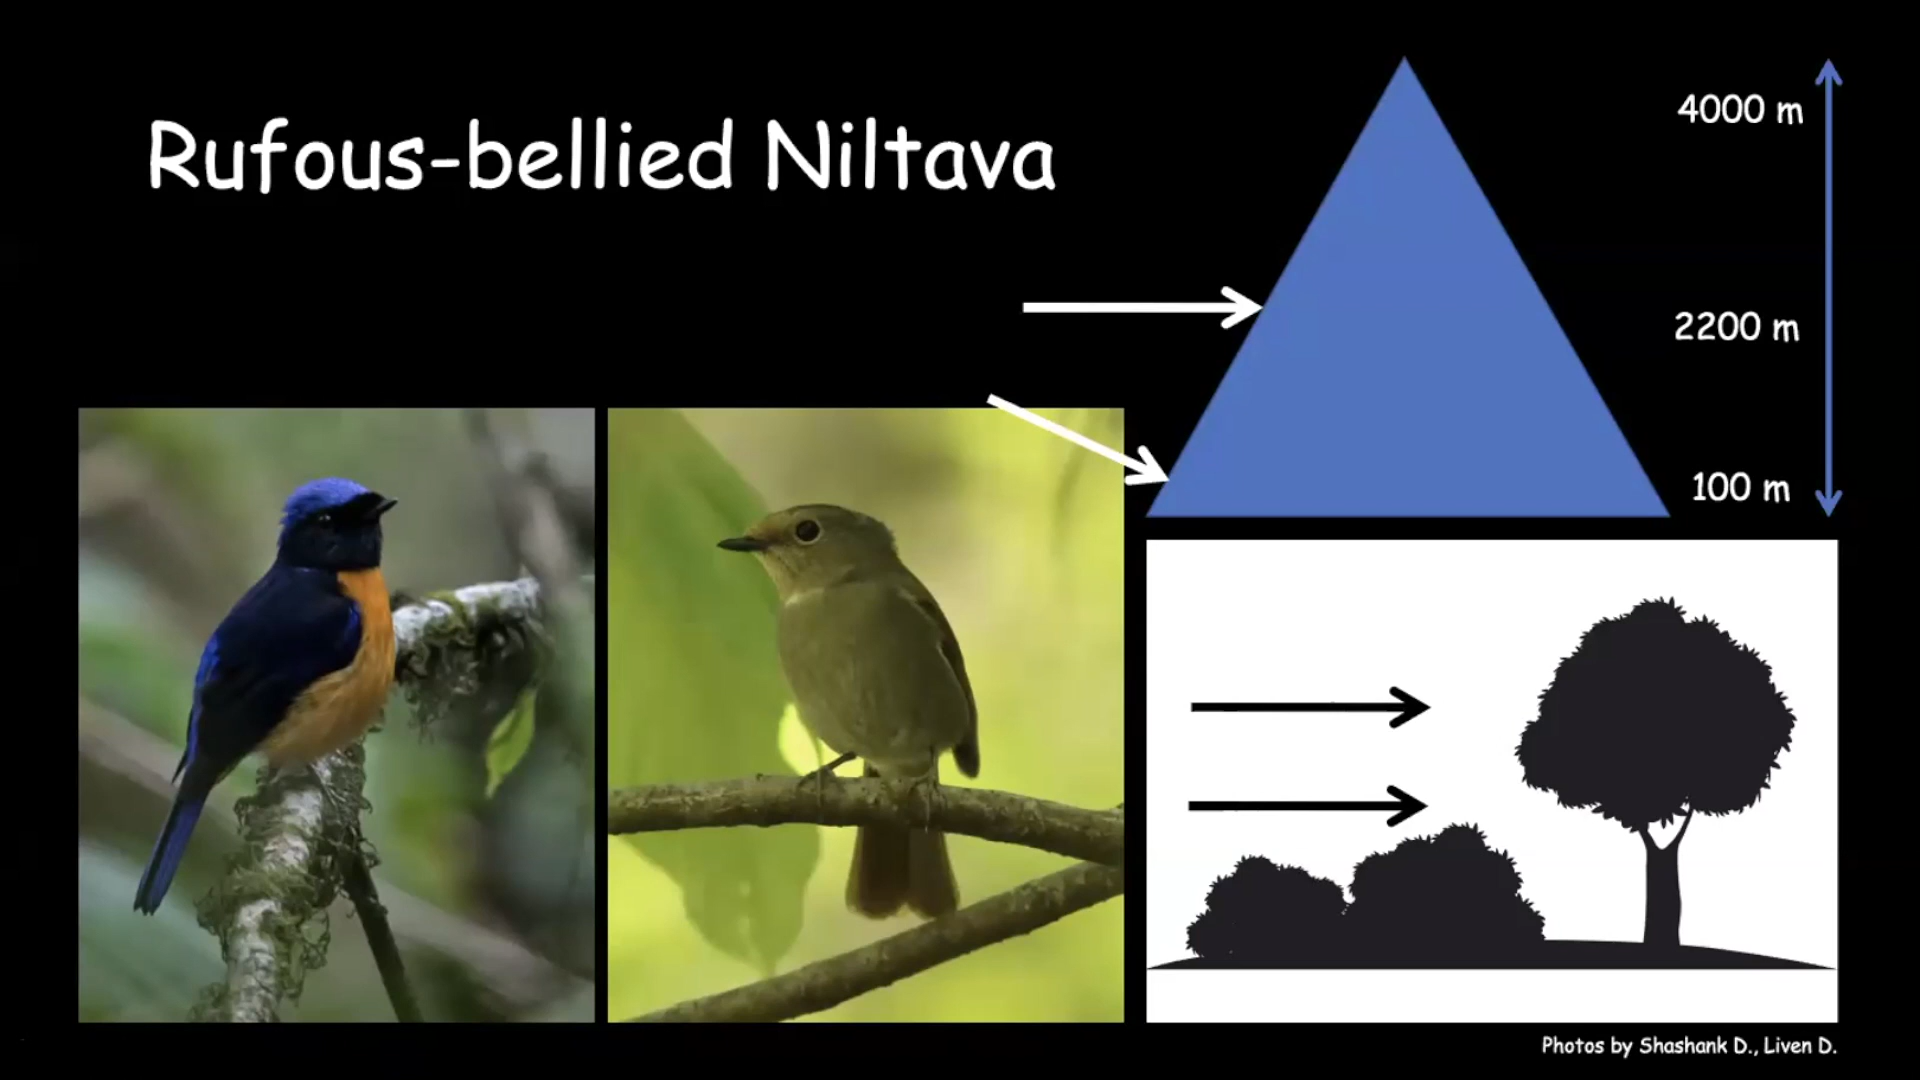 Rufous-bellied Niltava
4000 m
2200 m
100 m
Photos by Shashank D., Liven D.